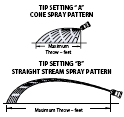 TIP SETTING "A"
CONE SPRAY PATTERN
Maximum
Throw – feet
TIP SETTING "B"
STRAIGHT STREAM SPRAY PATTERN
Maximum Throw – feet